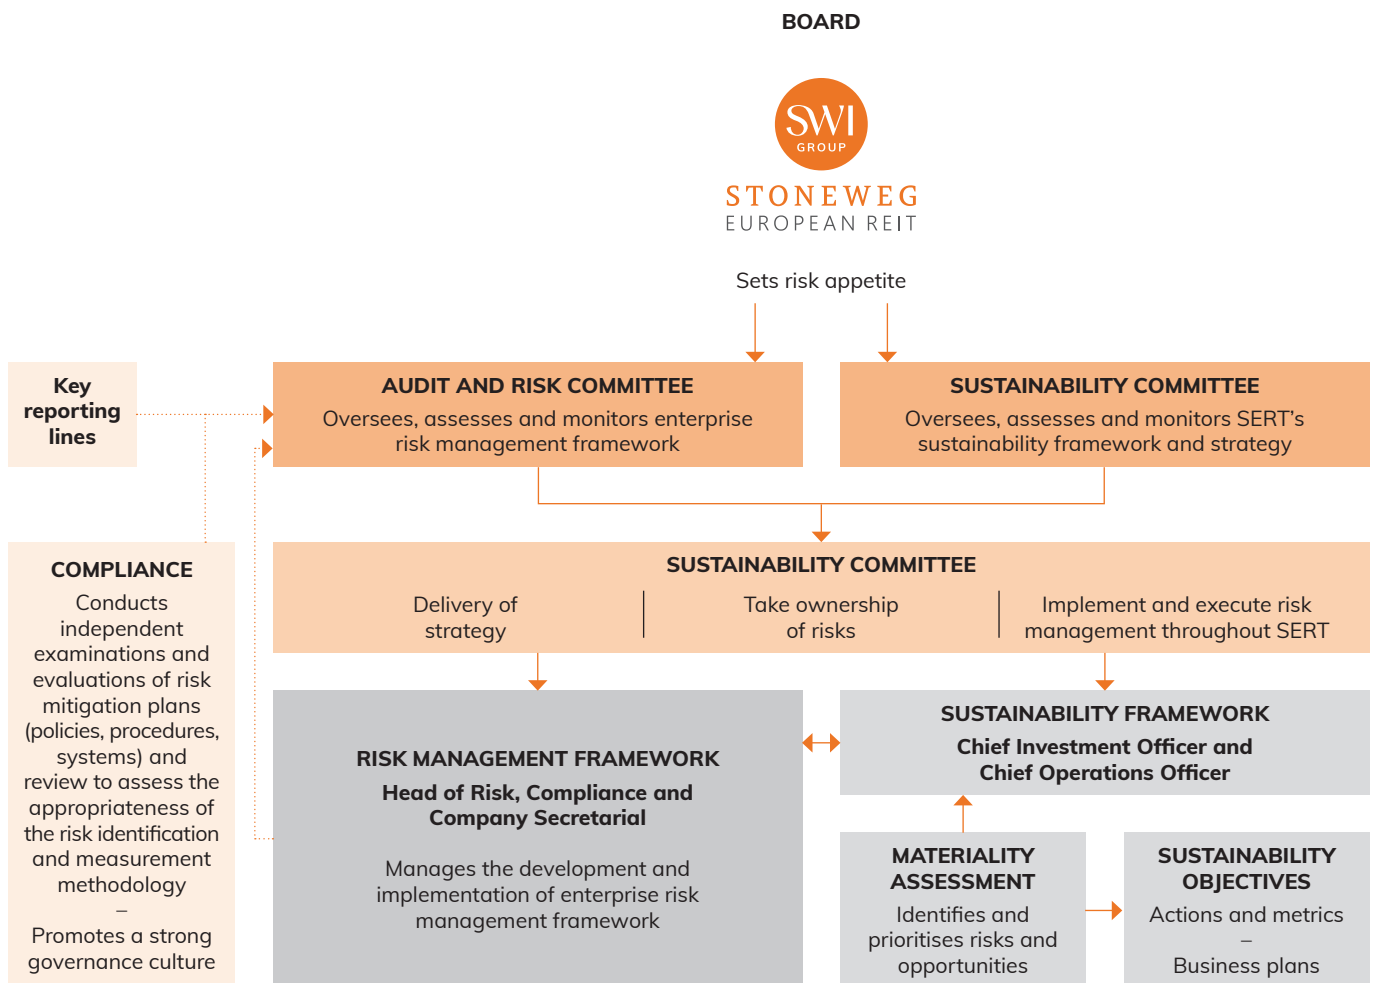 BOARD
SWI
GROUP
STONEWEG
EUROPEAN REIT
Sets risk appetite
Key
reporting
lines
AUDIT AND RISK COMMITTEE
Oversees, assesses and monitors enterprise
risk management framework
SUSTAINABILITY COMMITTEE
Oversees, assesses and monitors SERT’s
sustainability framework and strategy
COMPLIANCE
Conducts
independent
examinations and
evaluations of risk
mitigation plans
(policies, procedures,
systems) and
review to assess the
appropriateness of
the risk identification
and measurement
methodology
–
Promotes a strong
governance culture
SUSTAINABILITY COMMITTEE
Delivery of
strategy
Take ownership
of risks
Implement and execute risk
management throughout SERT
RISK MANAGEMENT FRAMEWORK
Head of Risk, Compliance and
Company Secretarial
Manages the development and
implementation of enterprise risk
management framework
SUSTAINABILITY FRAMEWORK
Chief Investment Officer and
Chief Operations Officer
MATERIALITY
ASSESSMENT
Identifies and
prioritises risks and
opportunities
SUSTAINABILITY
OBJECTIVES
Actions and metrics
–
Business plans